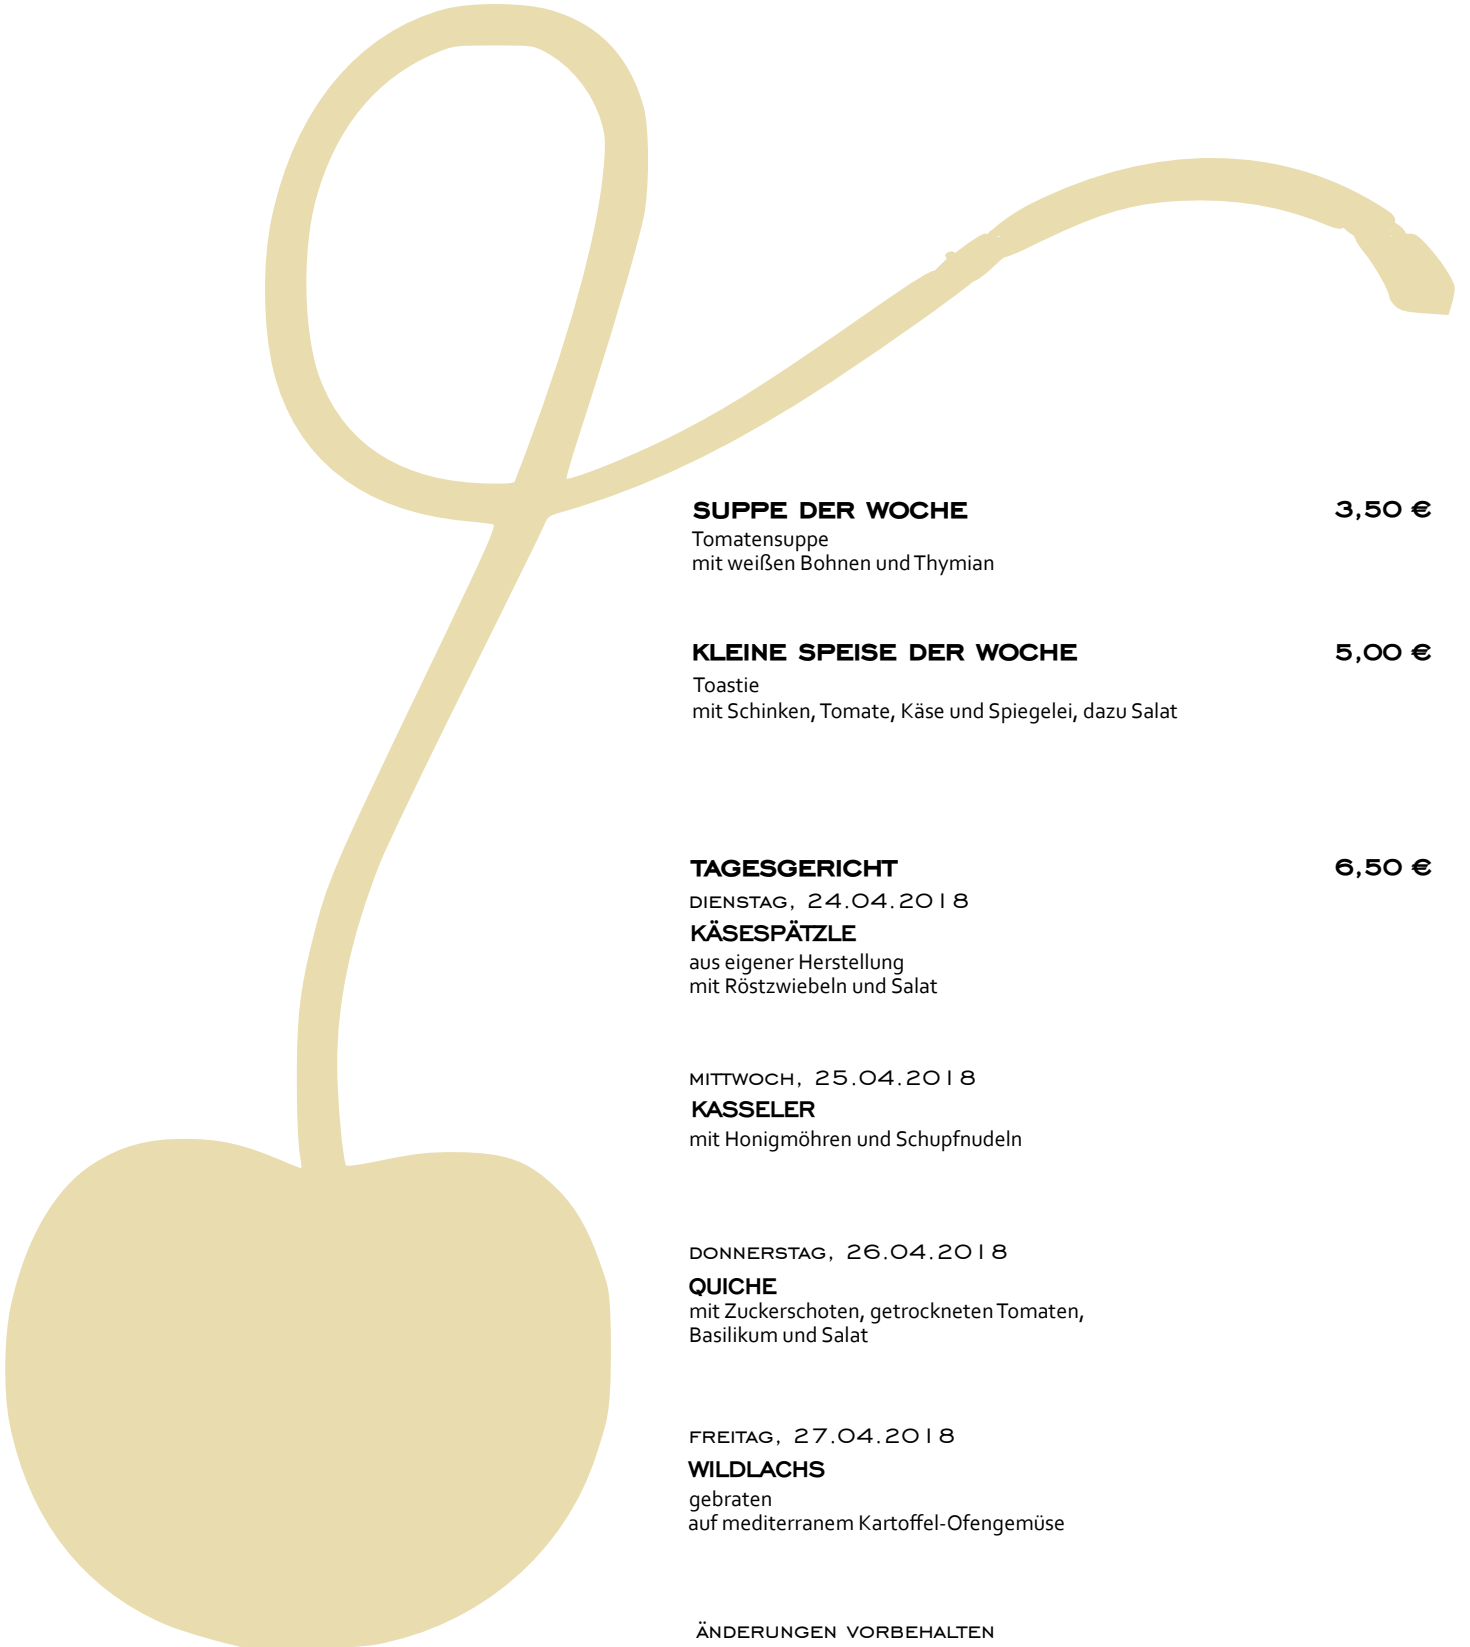 SUPPE DER WOCHE 3,50 €
Tomatensuppe
mit weißen Bohnen und Thymian
KLEINE SPEISE DER WOCHE 5,00 €
Toastie
mit Schinken, Tomate, Käse und Spiegelei, dazu Salat
TAGESGERICHT 6,50 €
DIENSTAG, 24.04.2018
KÄSESPÄTZLE
aus eigener Herstellung
mit Röstzwiebeln und Salat
MITTWOCH, 25.04.2018
KASSELER
mit Honigmöhren und Schupfnudeln
DONNERSTAG, 26.04.2018
QUICHE
mit Zuckerschoten, getrockneten Tomaten,
Basilikum und Salat
FREITAG, 27.04.2018
WILDLACHS
gebraten
auf mediterranem Kartoffel-Ofengemüse
ÄNDERUNGEN VORBEHALTEN